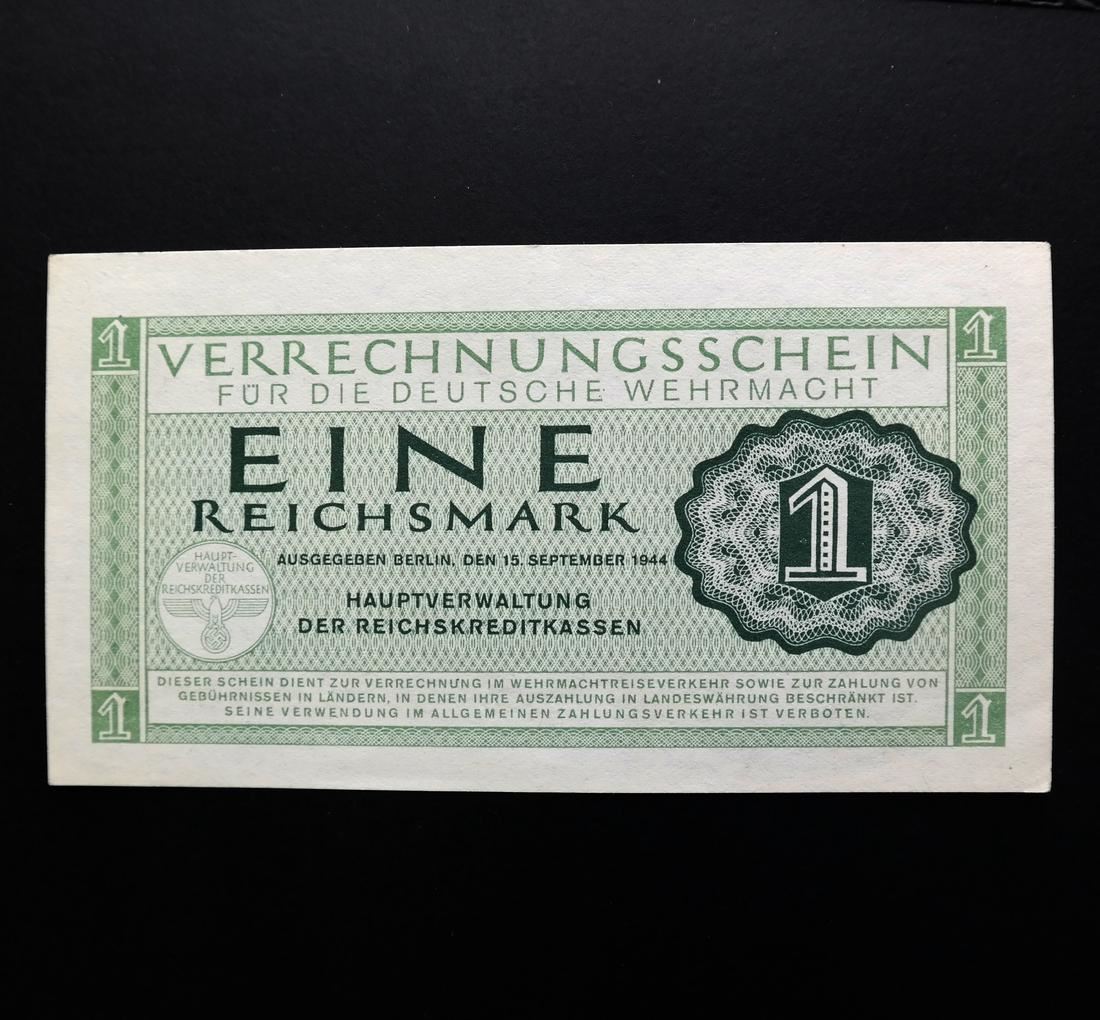 1
1
VERRECHNUNGSSCHEIN
FÜR DIE DEUTSCHE WEHRMACHT
EINE
REICHSMARK
1
AUSGEGEBEN BERLIN, DEN 15. SEPTEMBER 1944
HAUPTVERWALTUNG
DER REICHSKREDITKASSEN
HAUPT-
VERWALTUNG
DER
REICHSKREDITKASSEN
DIESER SCHEIN DIENT ZUR VERRECHNUNG IM WEHRMACHTREISEVERKEHR SOWIE ZUR ZAHLUNG VON
GEBÜHRNISSEN IN LÄNDERN, IN DENEN IHRE AUSZAHLUNG IN LANDESWÄHRUNG BESCHRÄNKT IST.
SEINE VERWENDUNG IM ALLGEMEINEN ZAHLUNGSVERKEHR IST VERBOTEN.
1
1